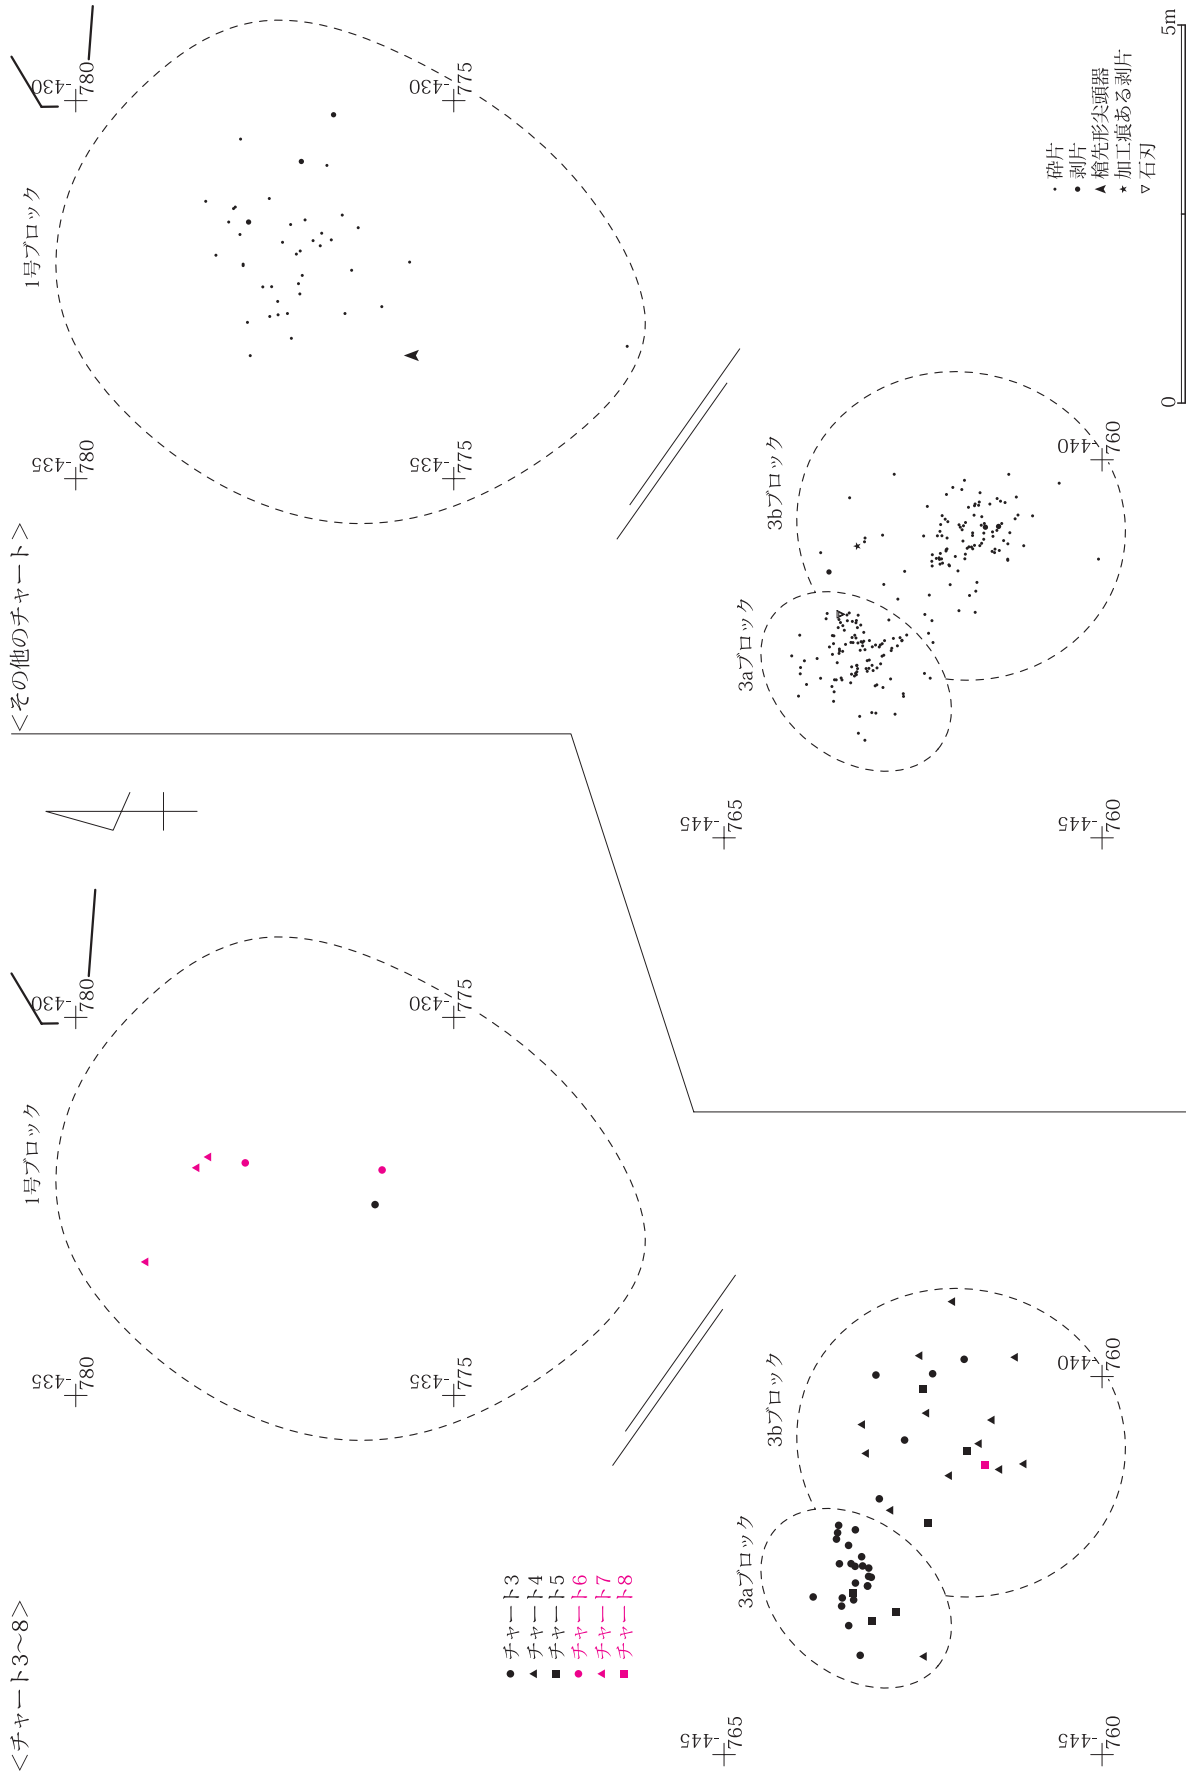 <チャート3～8>
1号ブロック
-435
780
-430
780
-435
775
-430
775
● チャート3
▲ チャート4
■ チャート5
● チャート6
▲ チャート7
■ チャート8
3aブロック
3bブロック
-445
765
-445
760
-440
760
<その他のチャート>
1号ブロック
-435
780
-430
780
-435
775
-430
775
3aブロック
3bブロック
-445
765
-445
760
-440
760
・ 砕片
● 剥片
槍先形尖頭器
★ 加工痕ある剥片
▽ 石刃
0
5m